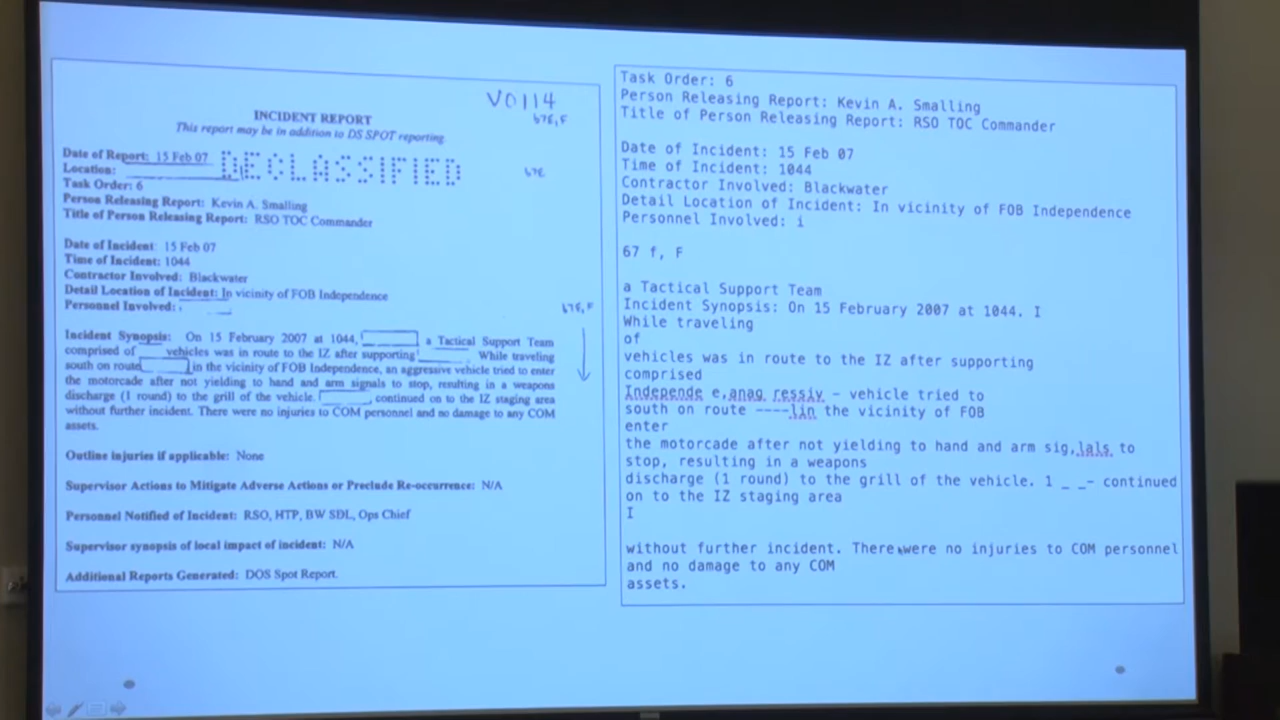 V0114
67E,F
INCIDENT REPORT
This report may be in addition to DS SPOT reporting
Date of Report: 15 Feb 07
DECLASSIFIED
67E
Location:
Task Order: 6
Person Releasing Report: Kevin A. Smalling
Title of Person Releasing Report: RSO TOC Commander
Date of Incident: 15 Feb 07
Time of Incident: 1044
Contractor Involved: Blackwater
Detail Location of Incident: In vicinity of FOB Independence
Personnel Involved:
67E,F
Incident Synopsis: On 15 February 2007 at 1044, a Tactical Support Team
comprised of vehicles was in route to the IZ after supporting While traveling
south on route in the vicinity of FOB Independence, an aggressive vehicle tried to enter
the motorcade after not yielding to hand and arm signals to stop, resulting in a weapons
discharge (1 round) to the grill of the vehicle. continued on to the IZ staging area
without further incident. There were no injuries to COM personnel and no damage to any COM
assets.
Outline injuries if applicable: None
Supervisor Actions to Mitigate Adverse Actions or Preclude Re-occurrence: N/A
Personnel Notified of Incident: RSO, HTP, BW SDL, Ops Chief
Supervisor synopsis of local impact of incident: N/A
Additional Reports Generated: DOS Spot Report.
Task Order: 6
Person Releasing Report: Kevin A. Smalling
Title of Person Releasing Report: RSO TOC Commander
Date of Incident: 15 Feb 07
Time of Incident: 1044
Contractor Involved: Blackwater
Detail Location of Incident: In vicinity of FOB Independence
Personnel Involved: i
67 f, F
a Tactical Support Team
Incident Synopsis: On 15 February 2007 at 1044. I
While traveling
of
vehicles was in route to the IZ after supporting
comprised
Independe e,anag ressiv - vehicle tried to
south on route ----lin the vicinity of FOB
enter
the motorcade after not yielding to hand and arm sig,lals to
stop, resulting in a weapons
discharge (1 round) to the grill of the vehicle. 1 _ _- continued
on to the IZ staging area
I
without further incident. There were no injuries to COM personnel
and no damage to any COM
assets.